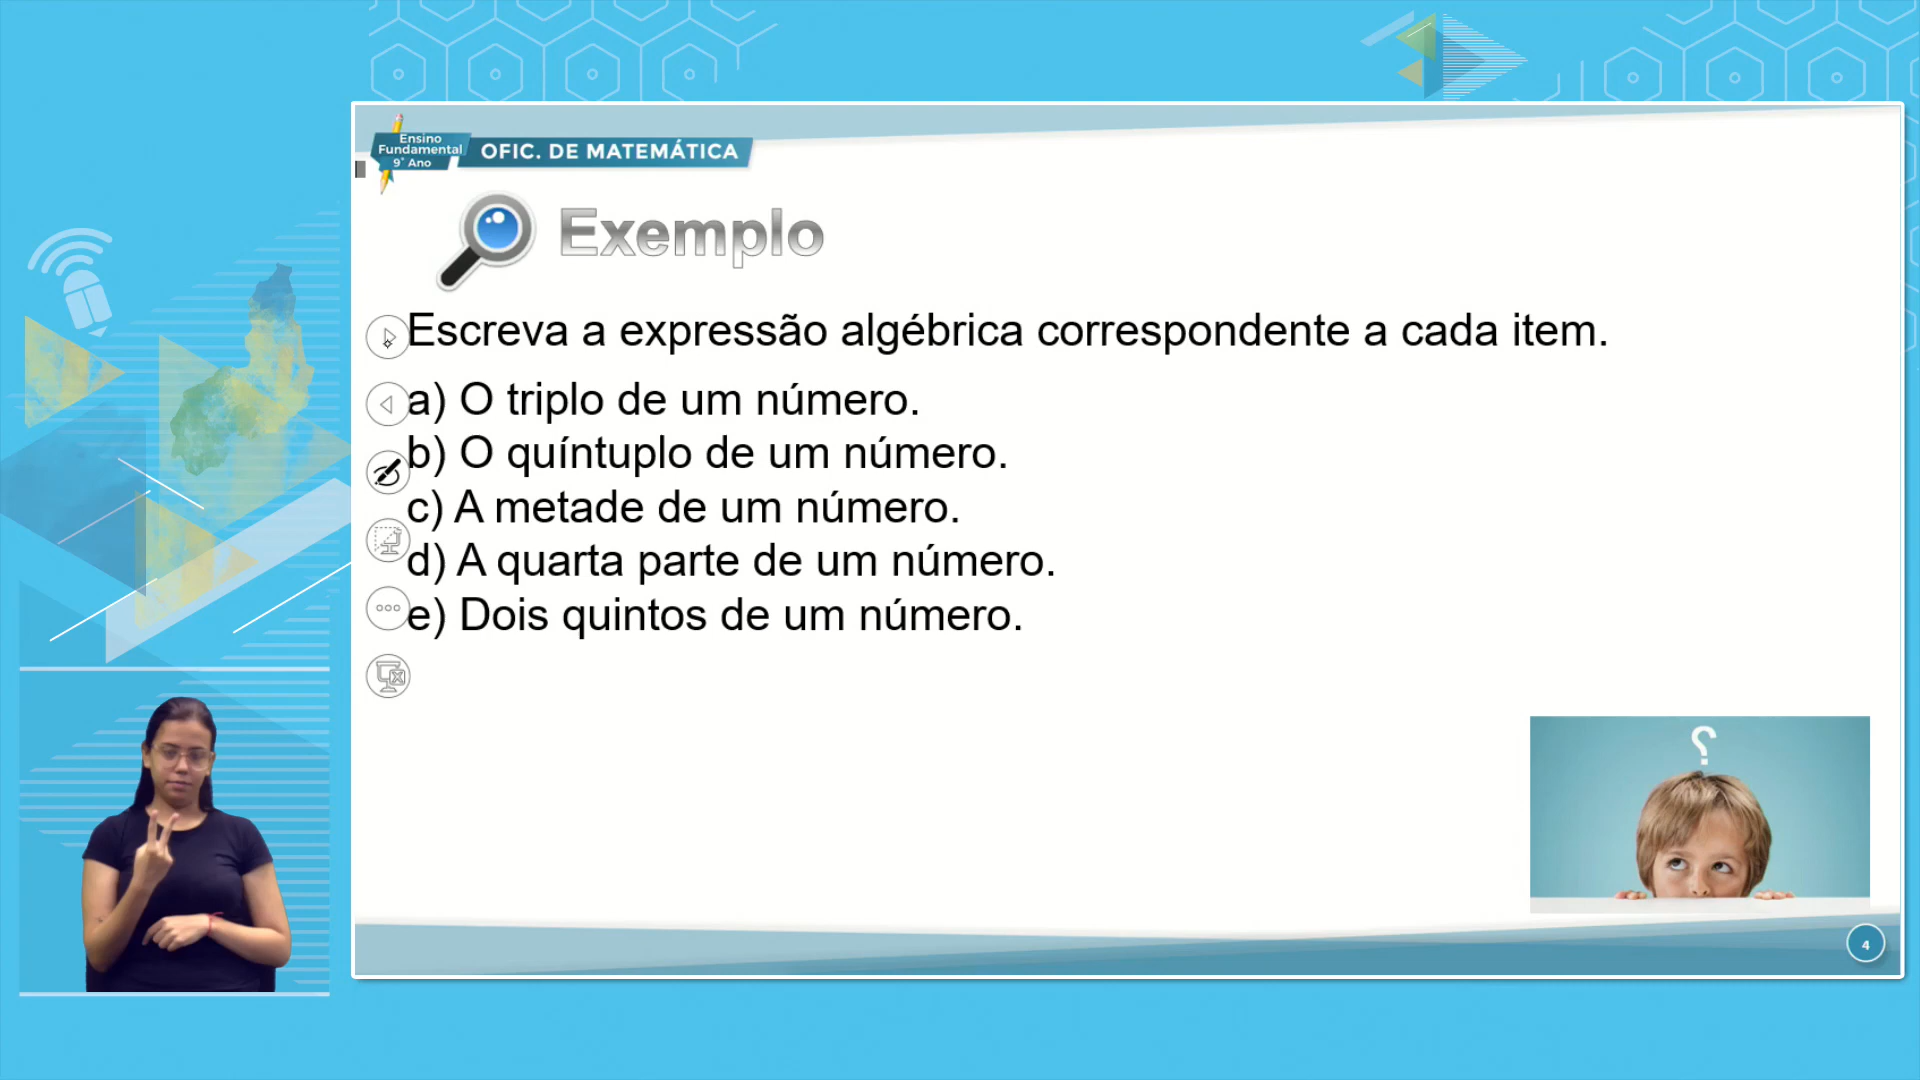 Ensino
Fundamental
9° Ano
OFIC. DE MATEMÁTICA
Exemplo
Escreva a expressão algébrica correspondente a cada item.
a) O triplo de um número.
b) O quíntuplo de um número.
c) A metade de um número.
d) A quarta parte de um número.
e) Dois quintos de um número.
?
4